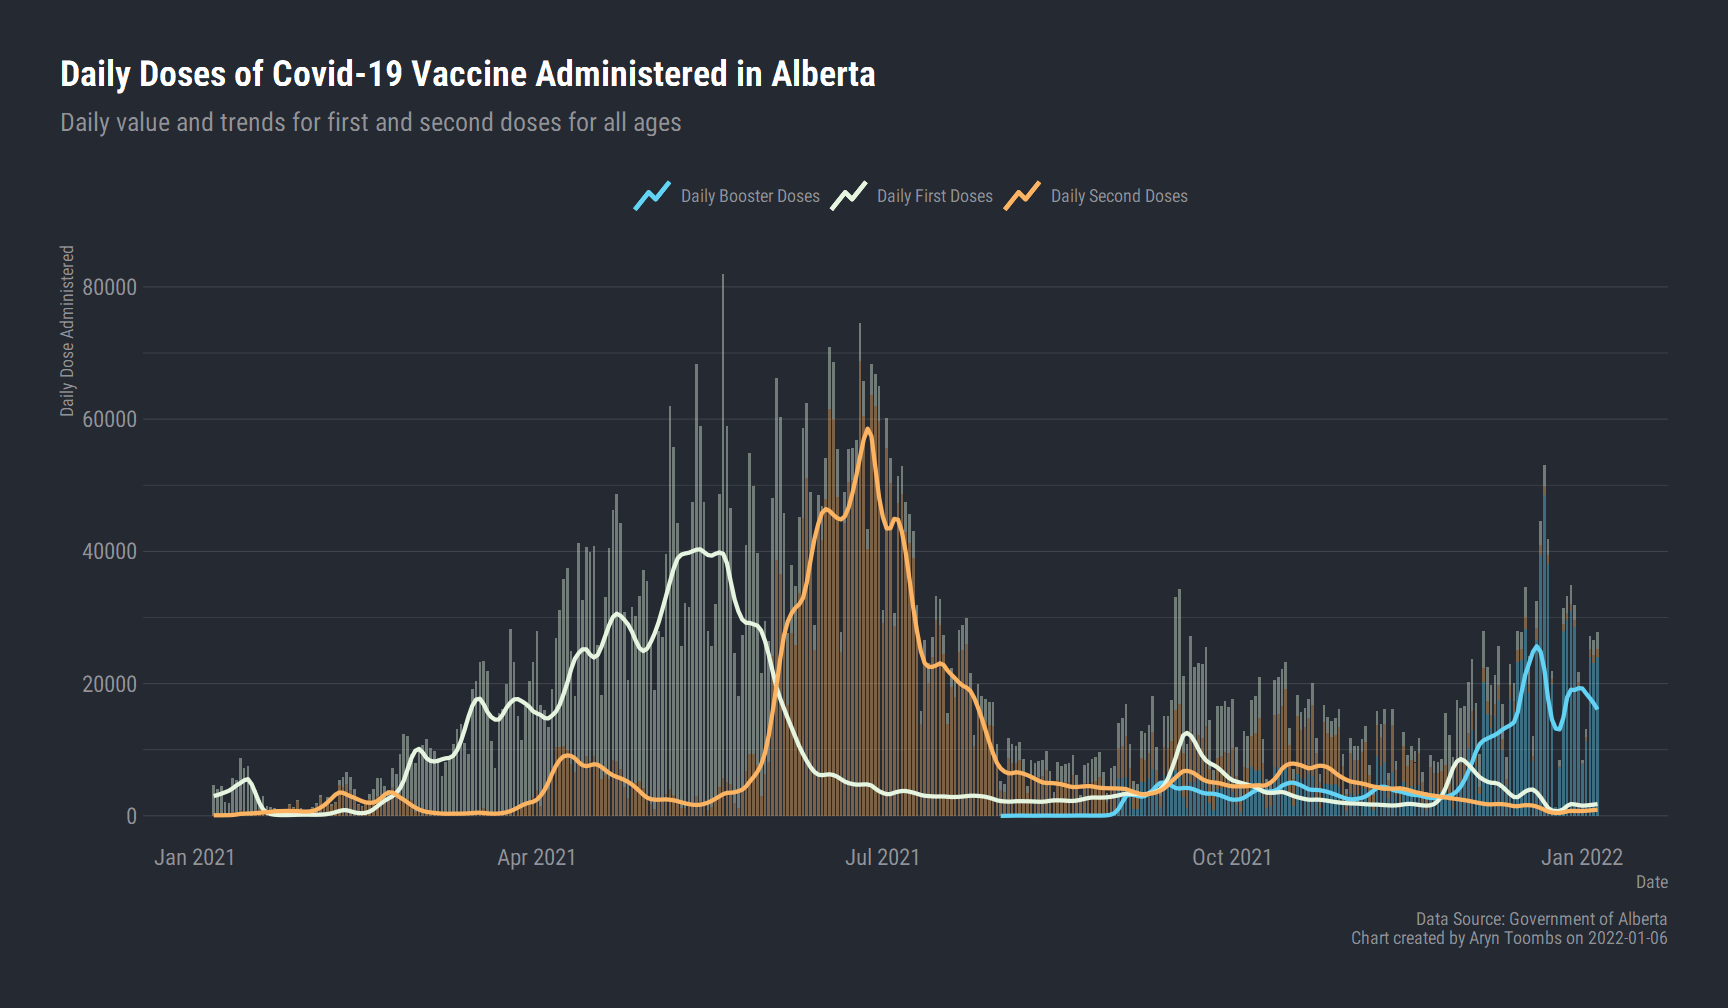 Daily Doses of Covid-19 Vaccine Administered in Alberta
Daily value and trends for first and second doses for all ages
Daily Booster Doses Daily First Doses Daily Second Doses
Daily Dose Administered
80000
60000
40000
20000
0
Jan 2021 Apr 2021 Jul 2021 Oct 2021 Jan 2022
Date
Data Source: Government of Alberta
Chart created by Aryn Toombs on 2022-01-06